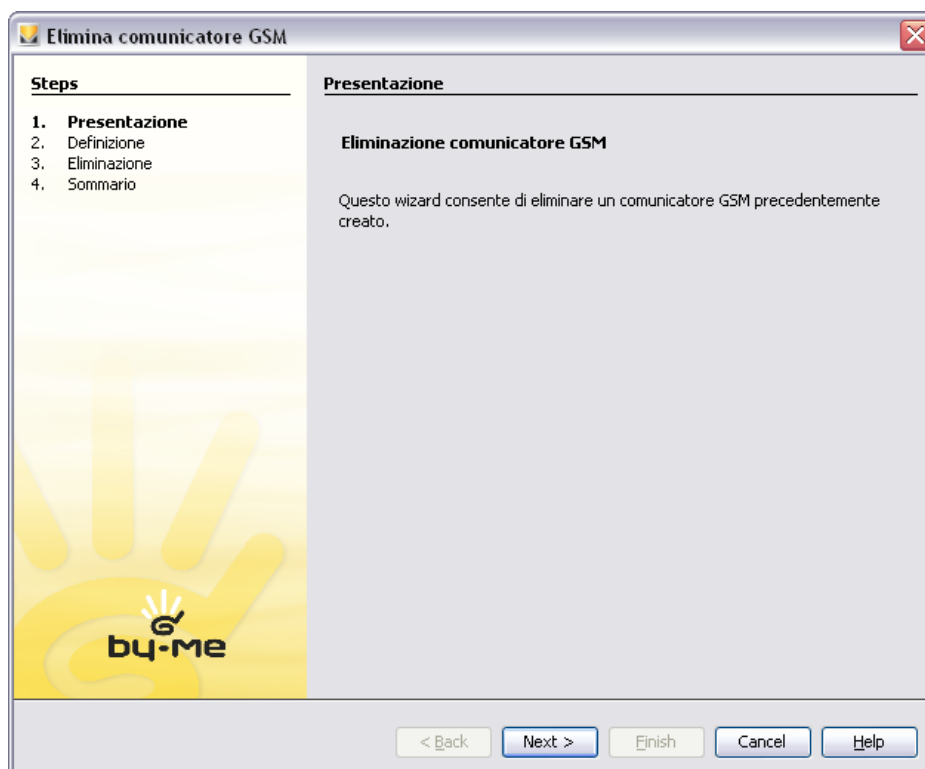 Elimina comunicatore GSM
Steps
1. Presentazione
2. Definizione
3. Eliminazione
4. Sommario
by-me
Presentazione
Eliminazione comunicatore GSM
Questo wizard consente di eliminare un comunicatore GSM precedentemente
creato.
< Back Next > Finish Cancel Help